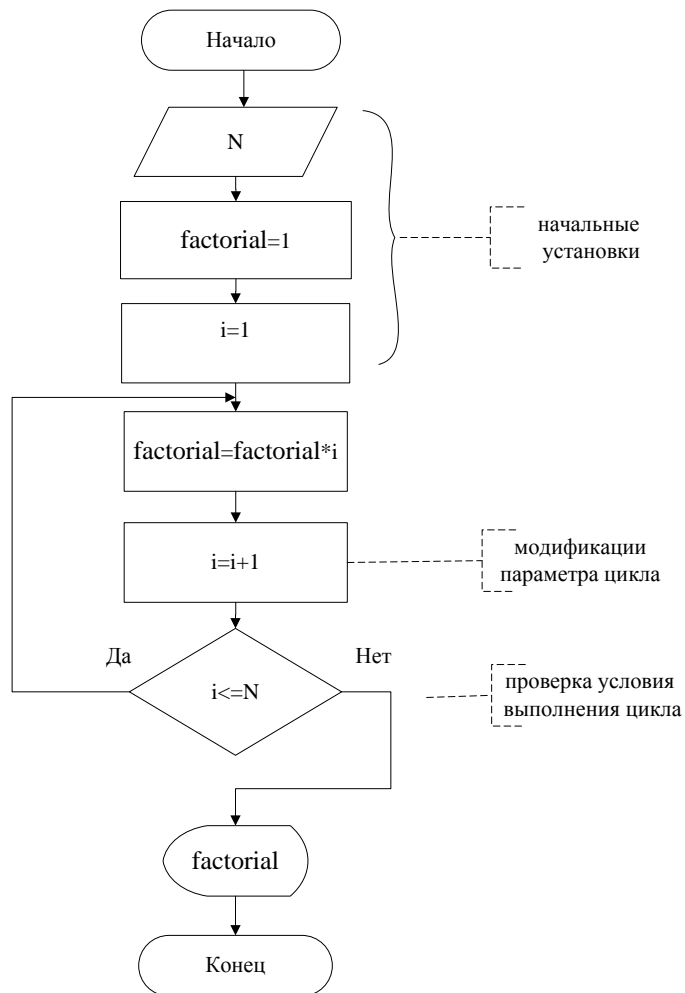 Начало
N
factorial=1
начальные
установки
i=1
factorial=factorial*i
i=i+1
модификации
параметра цикла
Да
Нет
i<=N
проверка условия
выполнения цикла
factorial
Конец